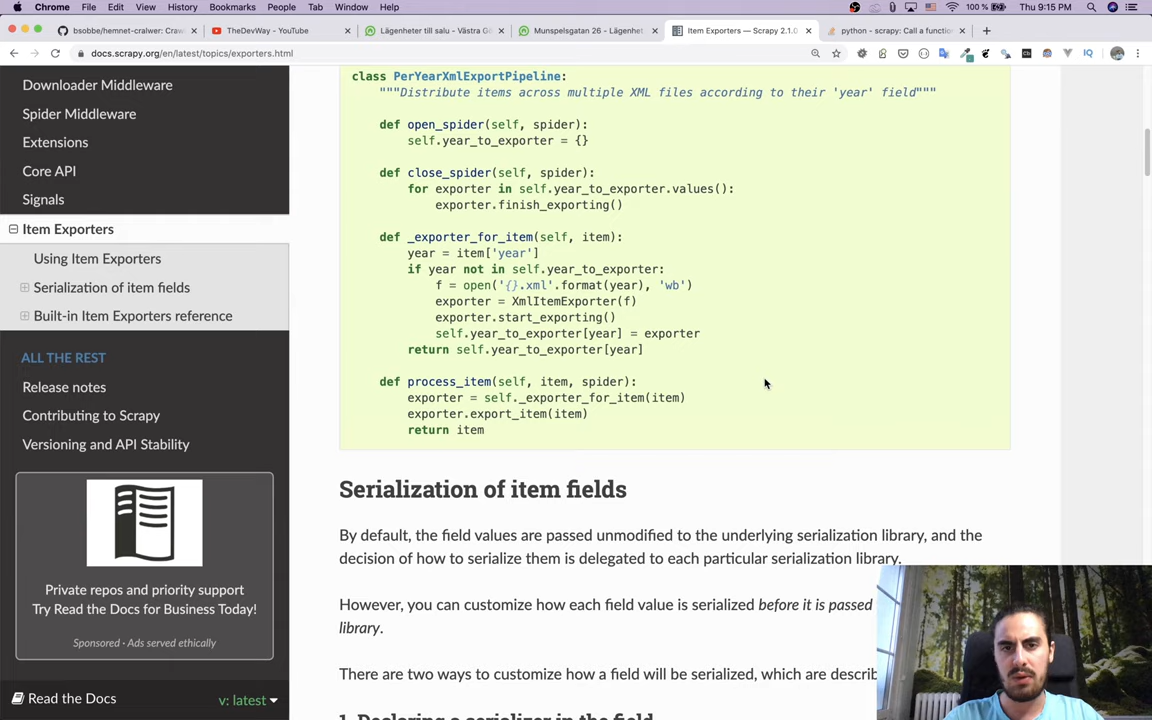 Chrome File Edit View History Bookmarks People Tab Window Help 100 % Thu 9:15 PM
bsobbe/hemnet-cralwer: Craw TheDevWay - YouTube Lägenheter till salu - Västra Gö Munspelsgatan 26 - Lägenhet Item Exporters — Scrapy 2.1.0 python - scrapy: Call a functio
docs.scrapy.org/en/latest/topics/exporters.html
Downloader Middleware
Spider Middleware
Extensions
Core API
Signals
Item Exporters
Using Item Exporters
Serialization of item fields
Built-in Item Exporters reference
ALL THE REST
Release notes
Contributing to Scrapy
Versioning and API Stability
Private repos and priority support
Try Read the Docs for Business Today!
Sponsored · Ads served ethically
Read the Docs v: latest
class PerYearXmlExportPipeline:
"""Distribute items across multiple XML files according to their 'year' field"""
def open_spider(self, spider):
self.year_to_exporter = {}
def close_spider(self, spider):
for exporter in self.year_to_exporter.values():
exporter.finish_exporting()
def _exporter_for_item(self, item):
year = item['year']
if year not in self.year_to_exporter:
f = open('{}.xml'.format(year), 'wb')
exporter = XmlItemExporter(f)
exporter.start_exporting()
self.year_to_exporter[year] = exporter
return self.year_to_exporter[year]
def process_item(self, item, spider):
exporter = self._exporter_for_item(item)
exporter.export_item(item)
return item
Serialization of item fields
By default, the field values are passed unmodified to the underlying serialization library, and the
decision of how to serialize them is delegated to each particular serialization library.
However, you can customize how each field value is serialized before it is passed
library.
There are two ways to customize how a field will be serialized, which are describ
1. Declaring a serializer in the field